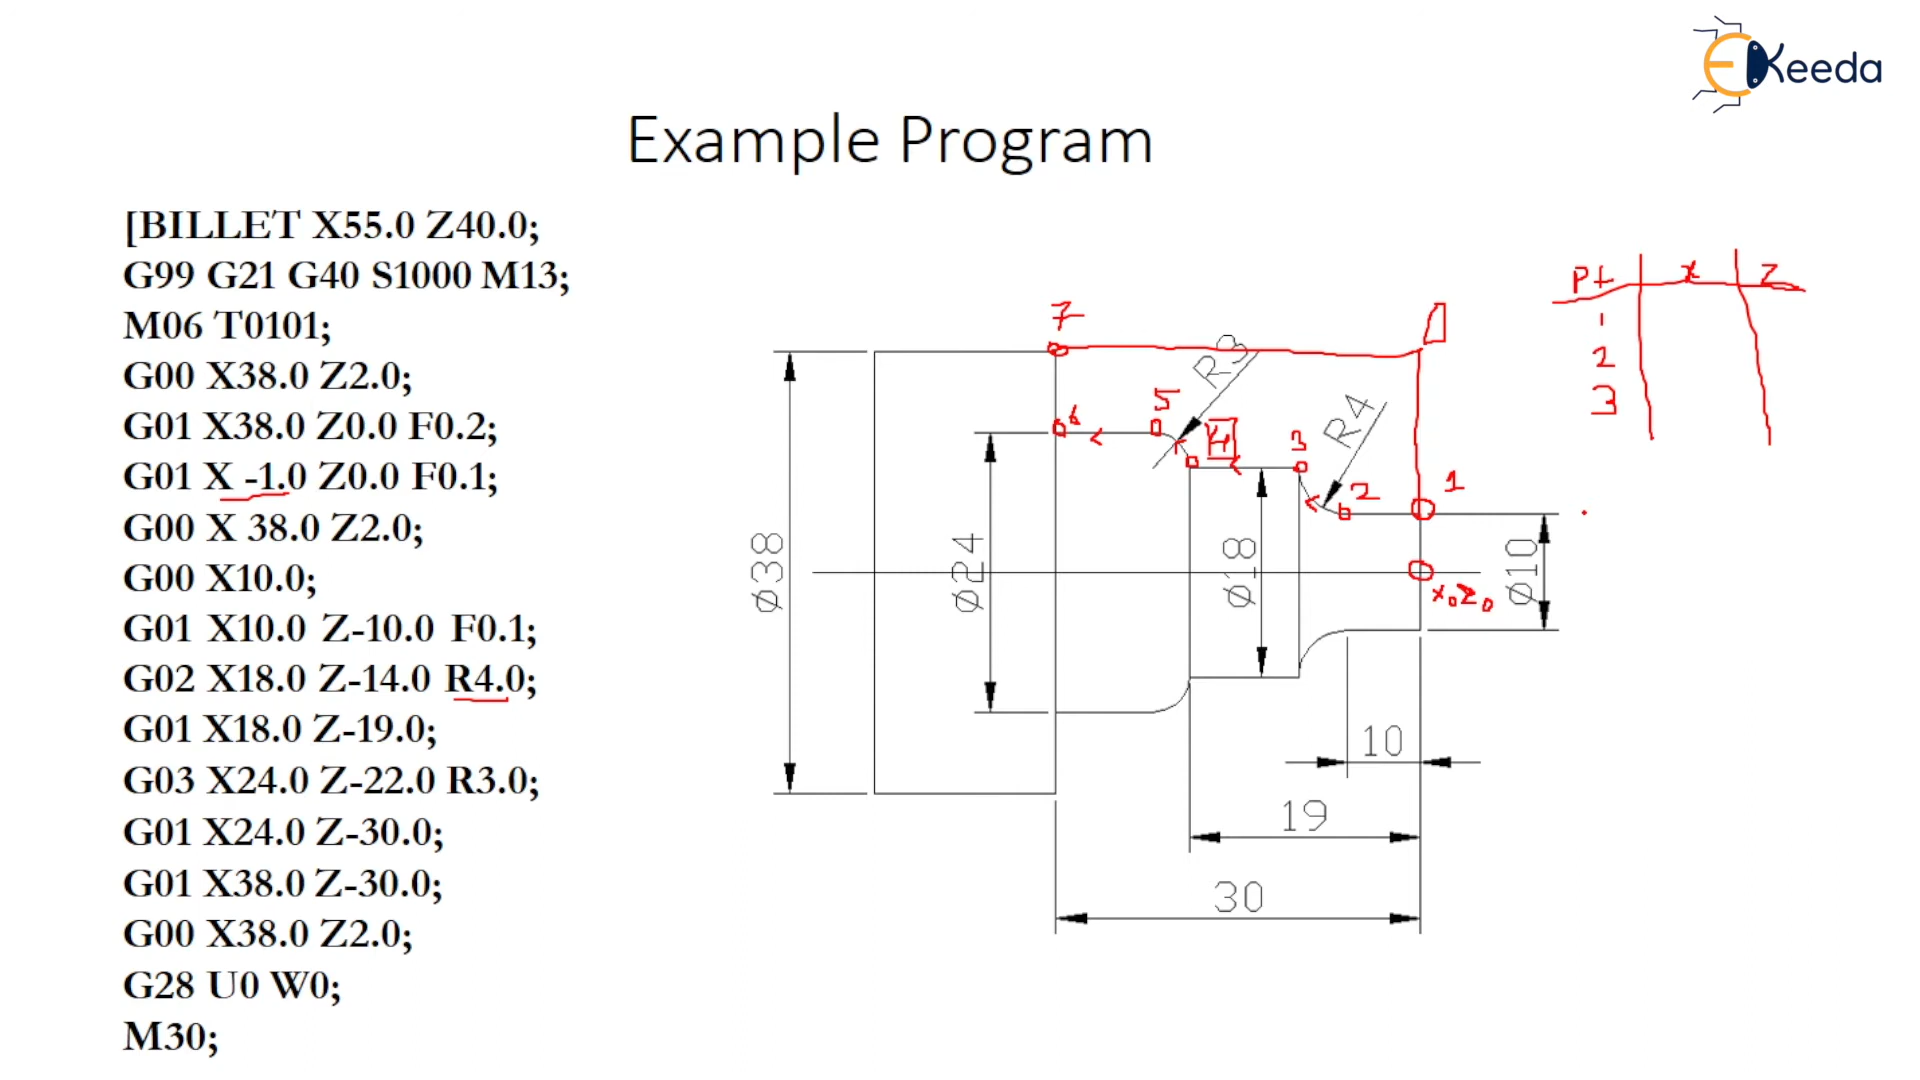 EKeeda
Example Program
[BILLET X55.0 Z40.0;
G99 G21 G40 S1000 M13;
M06 T0101;
G00 X38.0 Z2.0;
G01 X38.0 Z0.0 F0.2;
G01 X -1.0 Z0.0 F0.1;
G00 X 38.0 Z2.0;
G00 X10.0;
G01 X10.0 Z-10.0 F0.1;
G02 X18.0 Z-14.0 R4.0;
G01 X18.0 Z-19.0;
G03 X24.0 Z-22.0 R3.0;
G01 X24.0 Z-30.0;
G01 X38.0 Z-30.0;
G00 X38.0 Z2.0;
G28 U0 W0;
M30;
7
R3
R4
6
5
4
3
2
1
X0Z0
ø38
ø24
ø18
ø10
10
19
30
Pt x z
1
2
3